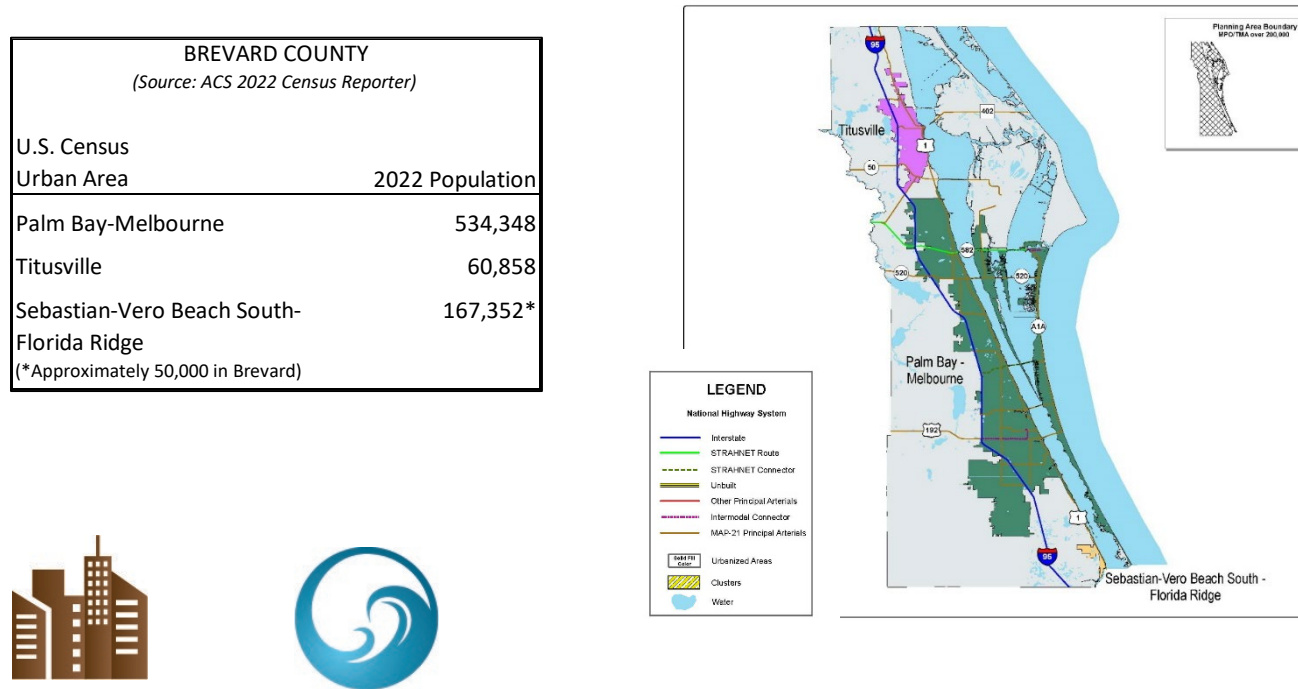 BREVARD COUNTY
(Source: ACS 2022 Census Reporter)
U.S. Census
Urban Area 2022 Population
Palm Bay-Melbourne 534,348
Titusville 60,858
Sebastian-Vero Beach South- 167,352*
Florida Ridge
(*Approximately 50,000 in Brevard)
Planning Area Boundary
MPO/TMA over 200,000
95
402
Titusville
1
50
582
520
520
A1A
Palm Bay -
Melbourne
192
1
95
Sebastian-Vero Beach South -
Florida Ridge
LEGEND
National Highway System
Interstate
STRAHNET Route
STRAHNET Connector
Unbuilt
Other Principal Arterials
Intermodal Connector
MAP-21 Principal Arterials
Solid Fill
Color
Urbanized Areas
Clusters
Water